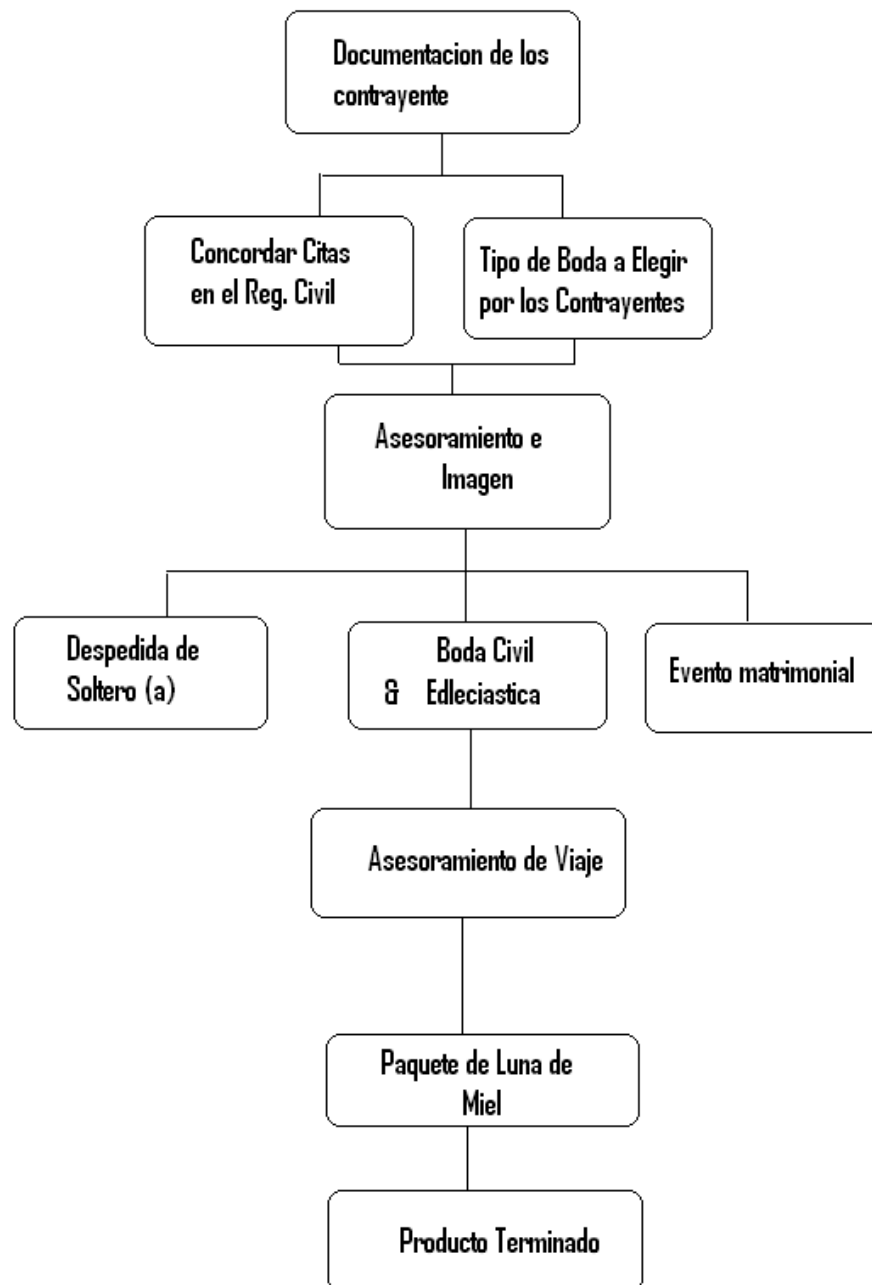 Documentacion de los
contrayente
Concordar Citas
en el Reg. Civil
Tipo de Boda a Elegir
por los Contrayentes
Asesoramiento e
Imagen
Despedida de
Soltero (a)
Boda Civil
& Edleciastica
Evento matrimonial
Asesoramiento de Viaje
Paquete de Luna de
Miel
Producto Terminado